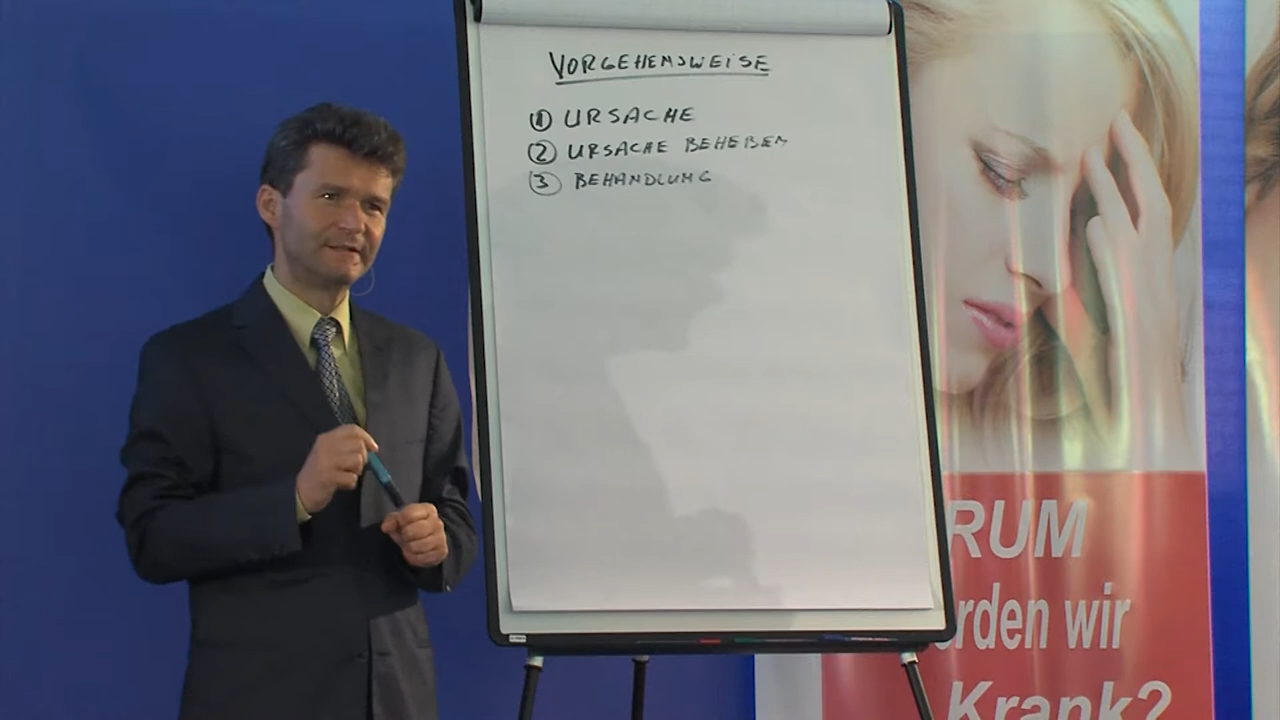 VORGEHENSWEISE
① URSACHE
② URSACHE BEHEBEN
③ BEHANDLUNG
RUM
rden wir
Krank?